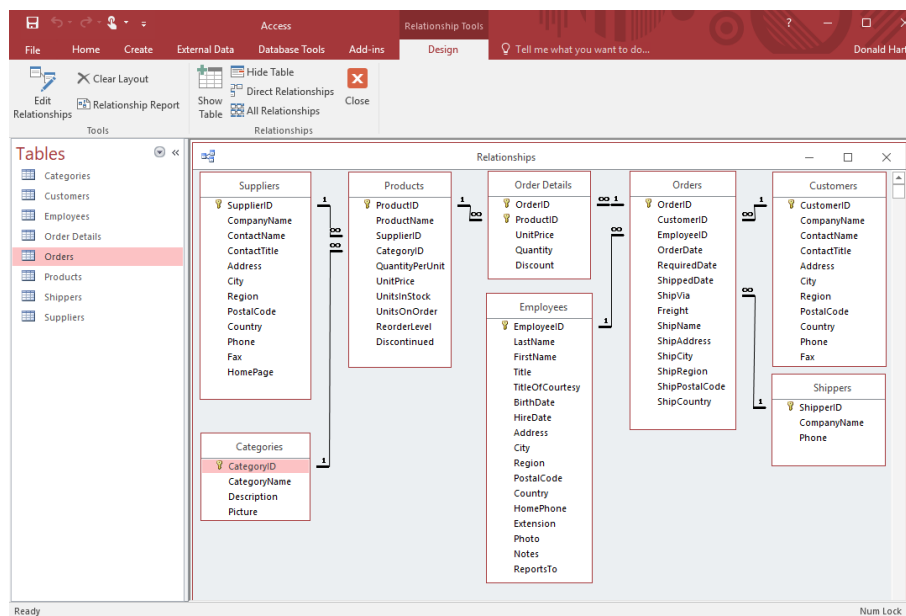 Access
Relationship Tools
?
File
Home
Create
External Data
Database Tools
Add-ins
Design
Tell me what you want to do...
Donald Hart
Edit
Relationships
Clear Layout
Relationship Report
Tools
Show
Table
Hide Table
Direct Relationships
All Relationships
Relationships
Close
Tables
Categories
Customers
Employees
Order Details
Orders
Products
Shippers
Suppliers
Relationships
Suppliers
SupplierID
CompanyName
ContactName
ContactTitle
Address
City
Region
PostalCode
Country
Phone
Fax
HomePage
1
∞
∞
Products
ProductID
ProductName
SupplierID
CategoryID
QuantityPerUnit
UnitPrice
UnitsInStock
UnitsOnOrder
ReorderLevel
Discontinued
1
∞
Order Details
OrderID
ProductID
UnitPrice
Quantity
Discount
∞ 1
∞
Orders
OrderID
CustomerID
EmployeeID
OrderDate
RequiredDate
ShippedDate
ShipVia
Freight
ShipName
ShipAddress
ShipCity
ShipRegion
ShipPostalCode
ShipCountry
1
∞
∞
Customers
CustomerID
CompanyName
ContactName
ContactTitle
Address
City
Region
PostalCode
Country
Phone
Fax
Categories
CategoryID
CategoryName
Description
Picture
1
Employees
EmployeeID
LastName
FirstName
Title
TitleOfCourtesy
BirthDate
HireDate
Address
City
Region
PostalCode
Country
HomePhone
Extension
Photo
Notes
ReportsTo
1
Shippers
ShipperID
CompanyName
Phone
1
Ready
Num Lock